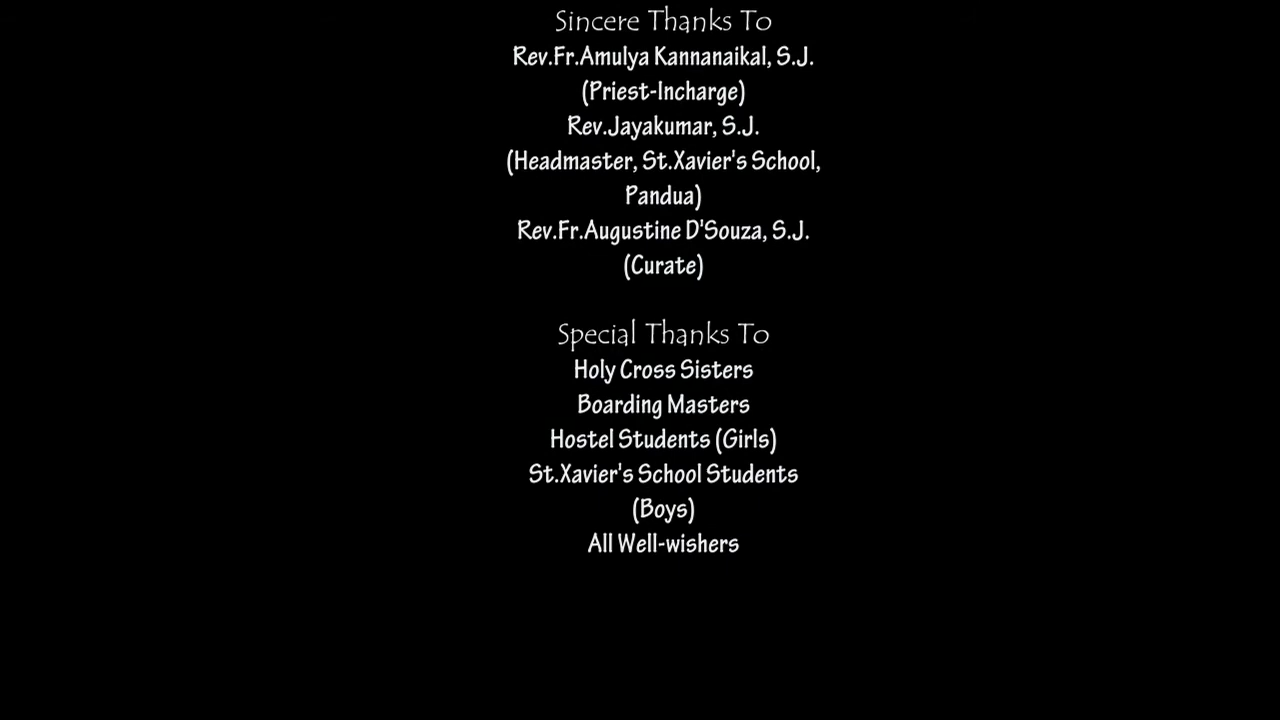 Sincere Thanks To
Rev.Fr.Amulya Kannanaikal, S.J.
(Priest-Incharge)
Rev.Jayakumar, S.J.
(Headmaster, St.Xavier's School,
Pandua)
Rev.Fr.Augustine D'Souza, S.J.
(Curate)
Special Thanks To
Holy Cross Sisters
Boarding Masters
Hostel Students (Girls)
St.Xavier's School Students
(Boys)
All Well-wishers